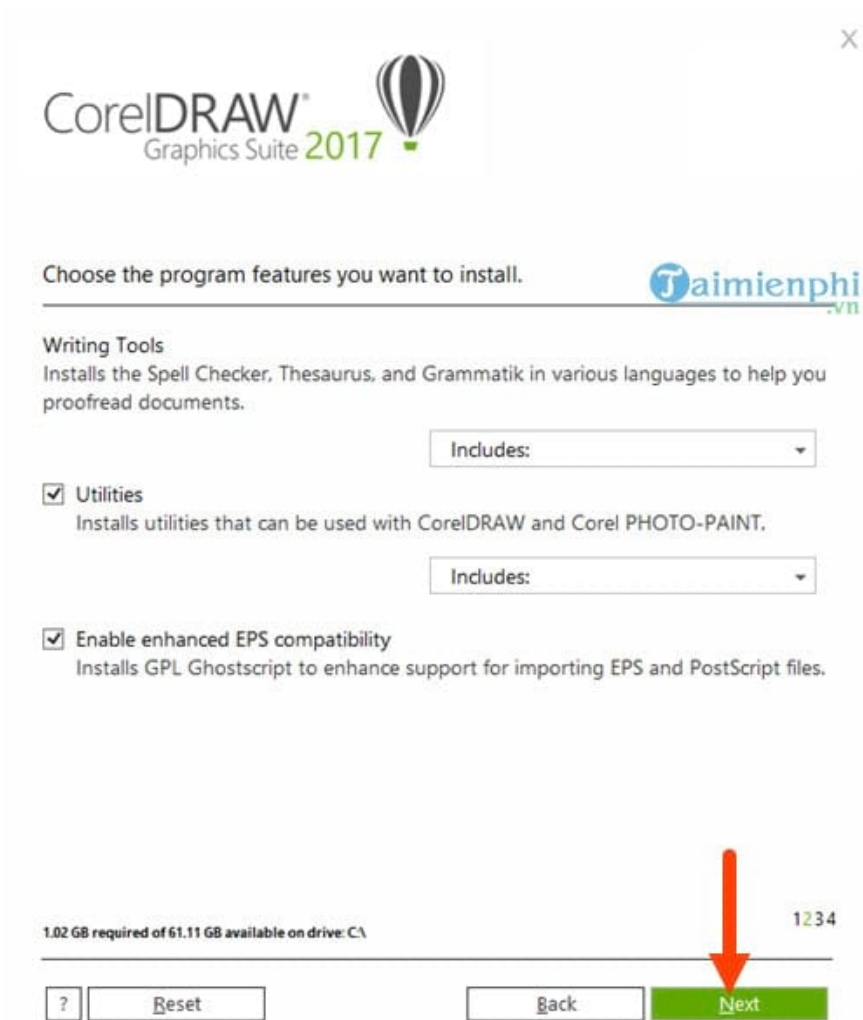 X
CorelDRAW®
Graphics Suite 2017
Choose the program features you want to install.
Taimienphi
.vn
Writing Tools
Installs the Spell Checker, Thesaurus, and Grammatik in various languages to help you
proofread documents.
Includes:
Utilities
Installs utilities that can be used with CorelDRAW and Corel PHOTO-PAINT.
Includes:
Enable enhanced EPS compatibility
Installs GPL Ghostscript to enhance support for importing EPS and PostScript files.
1234
1.02 GB required of 61.11 GB available on drive: C:\
? Reset Back Next